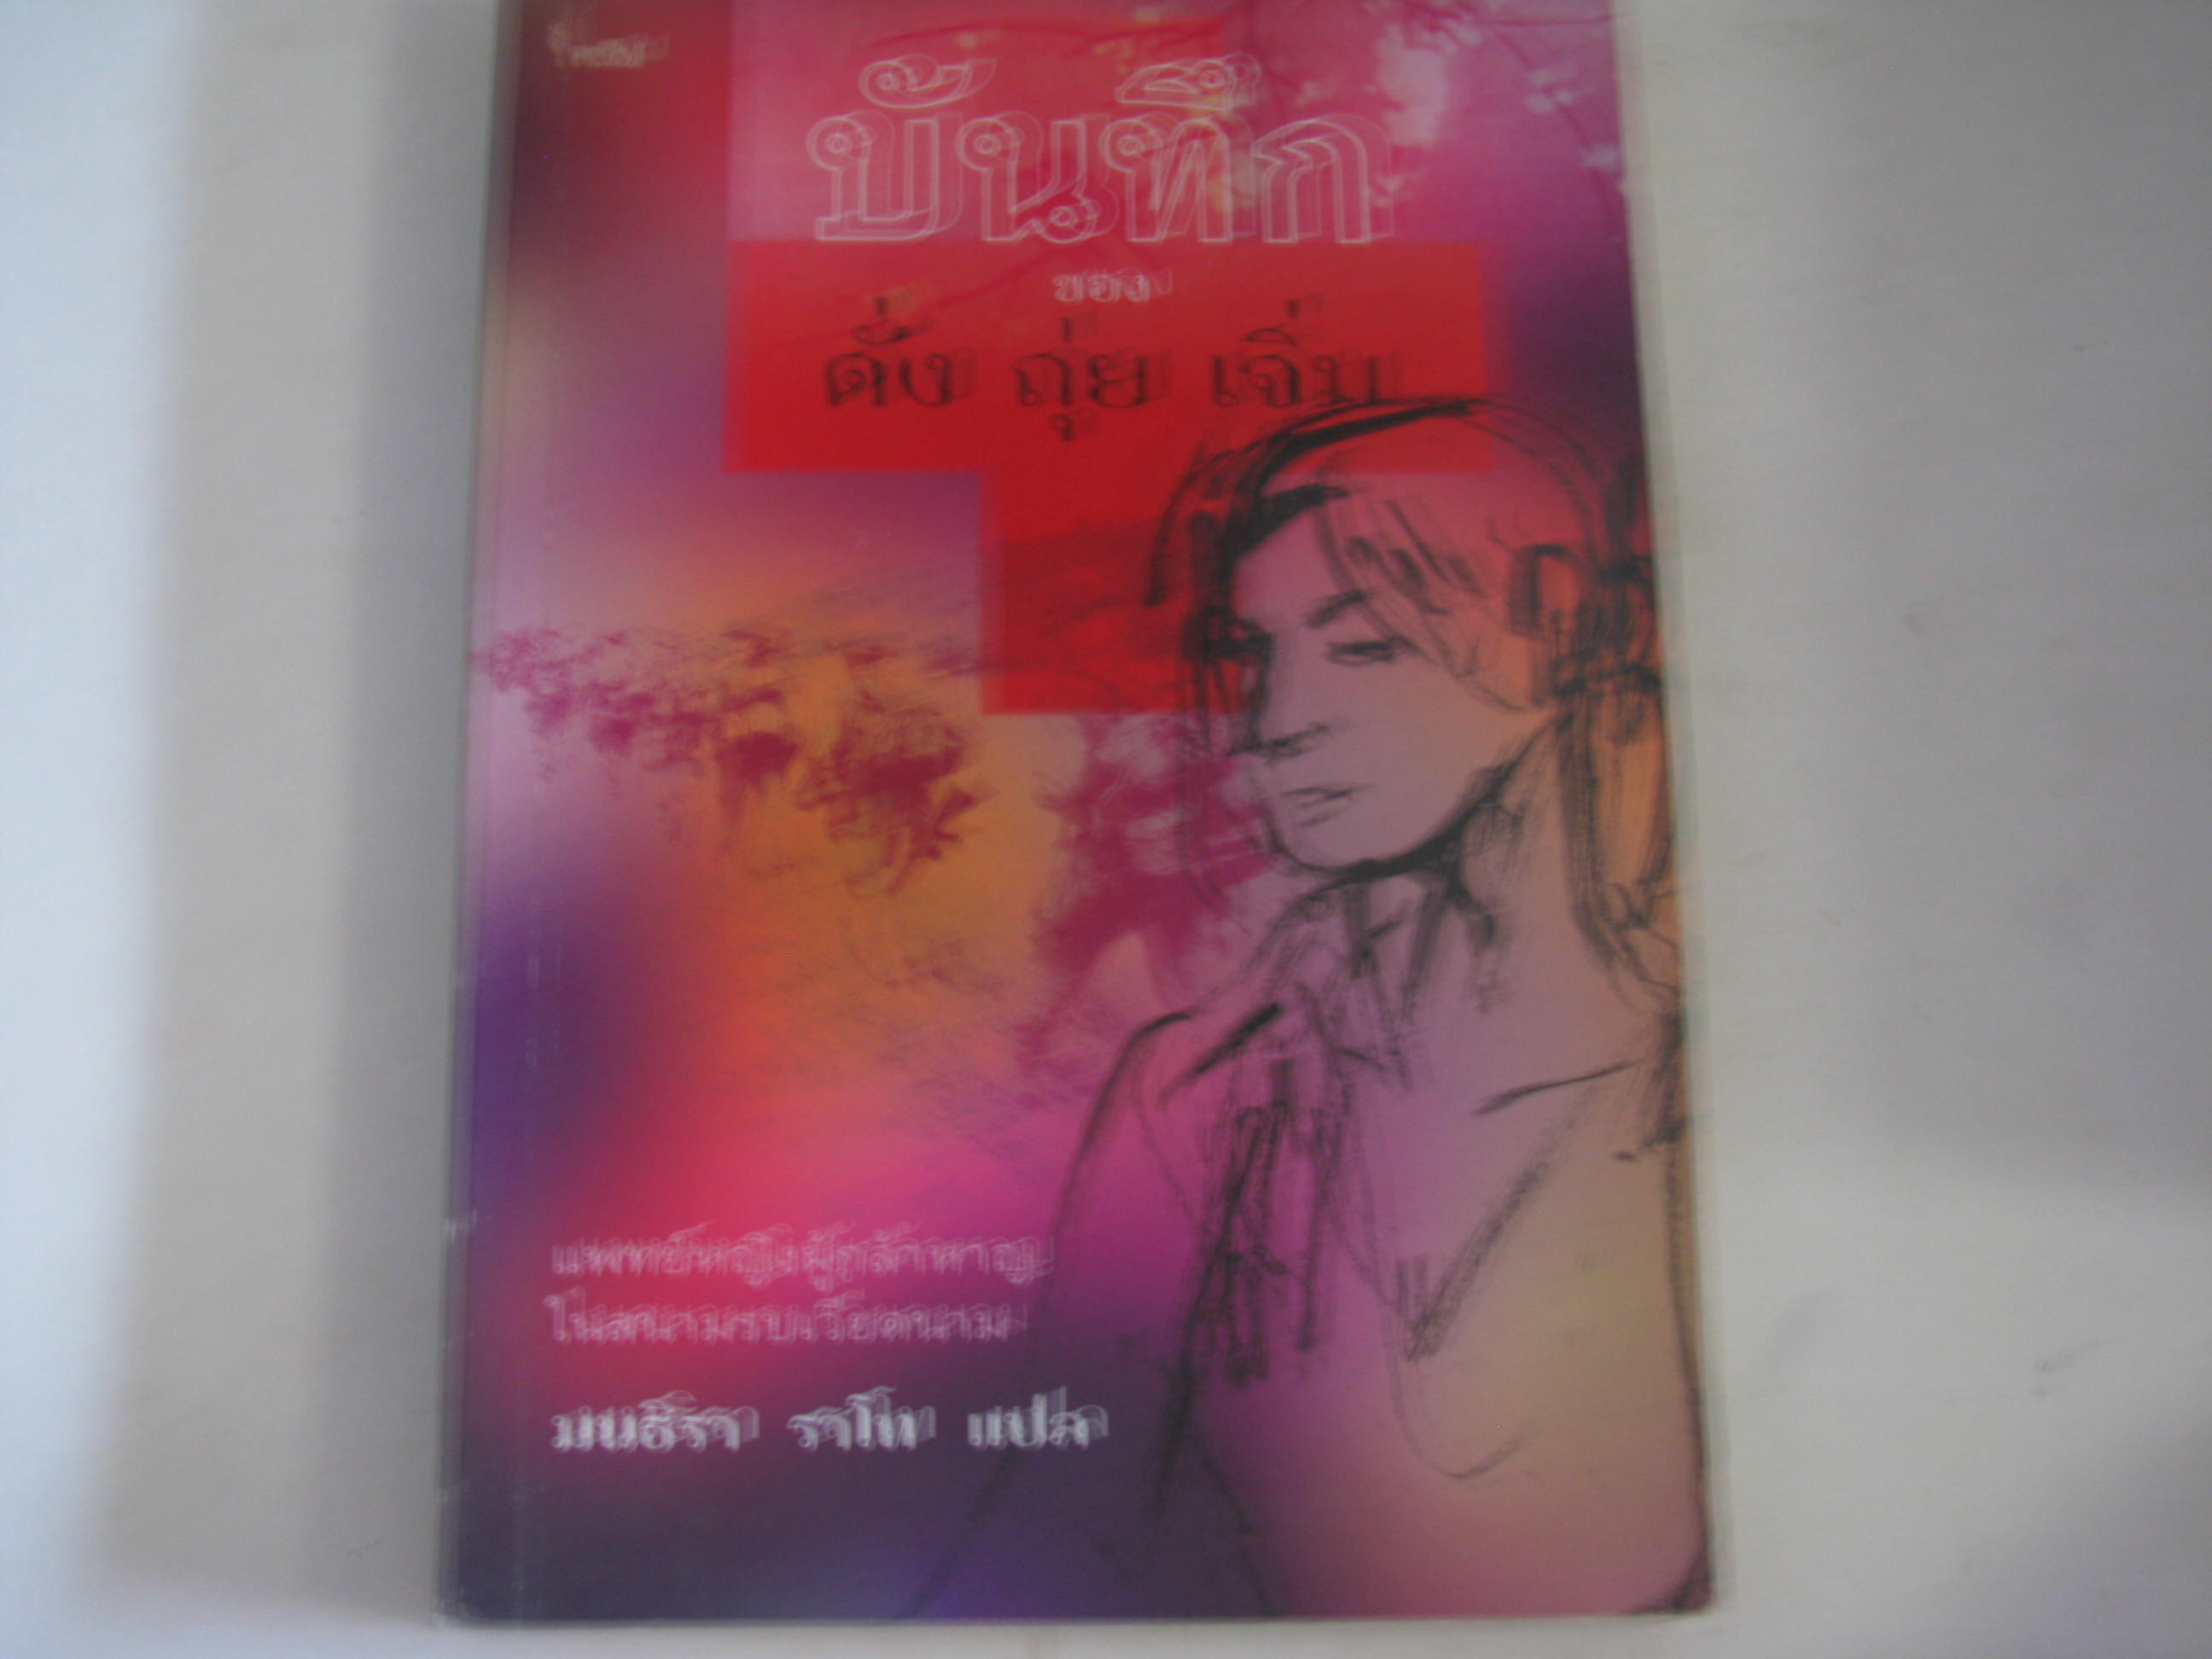 บันทึก
ของ
ดั่ง ถุ่ย เจิ่ม
แพทย์หญิงผู้กล้าหาญ
ในสนามรบเวียดนาม
มนธิรา ราโท แปล